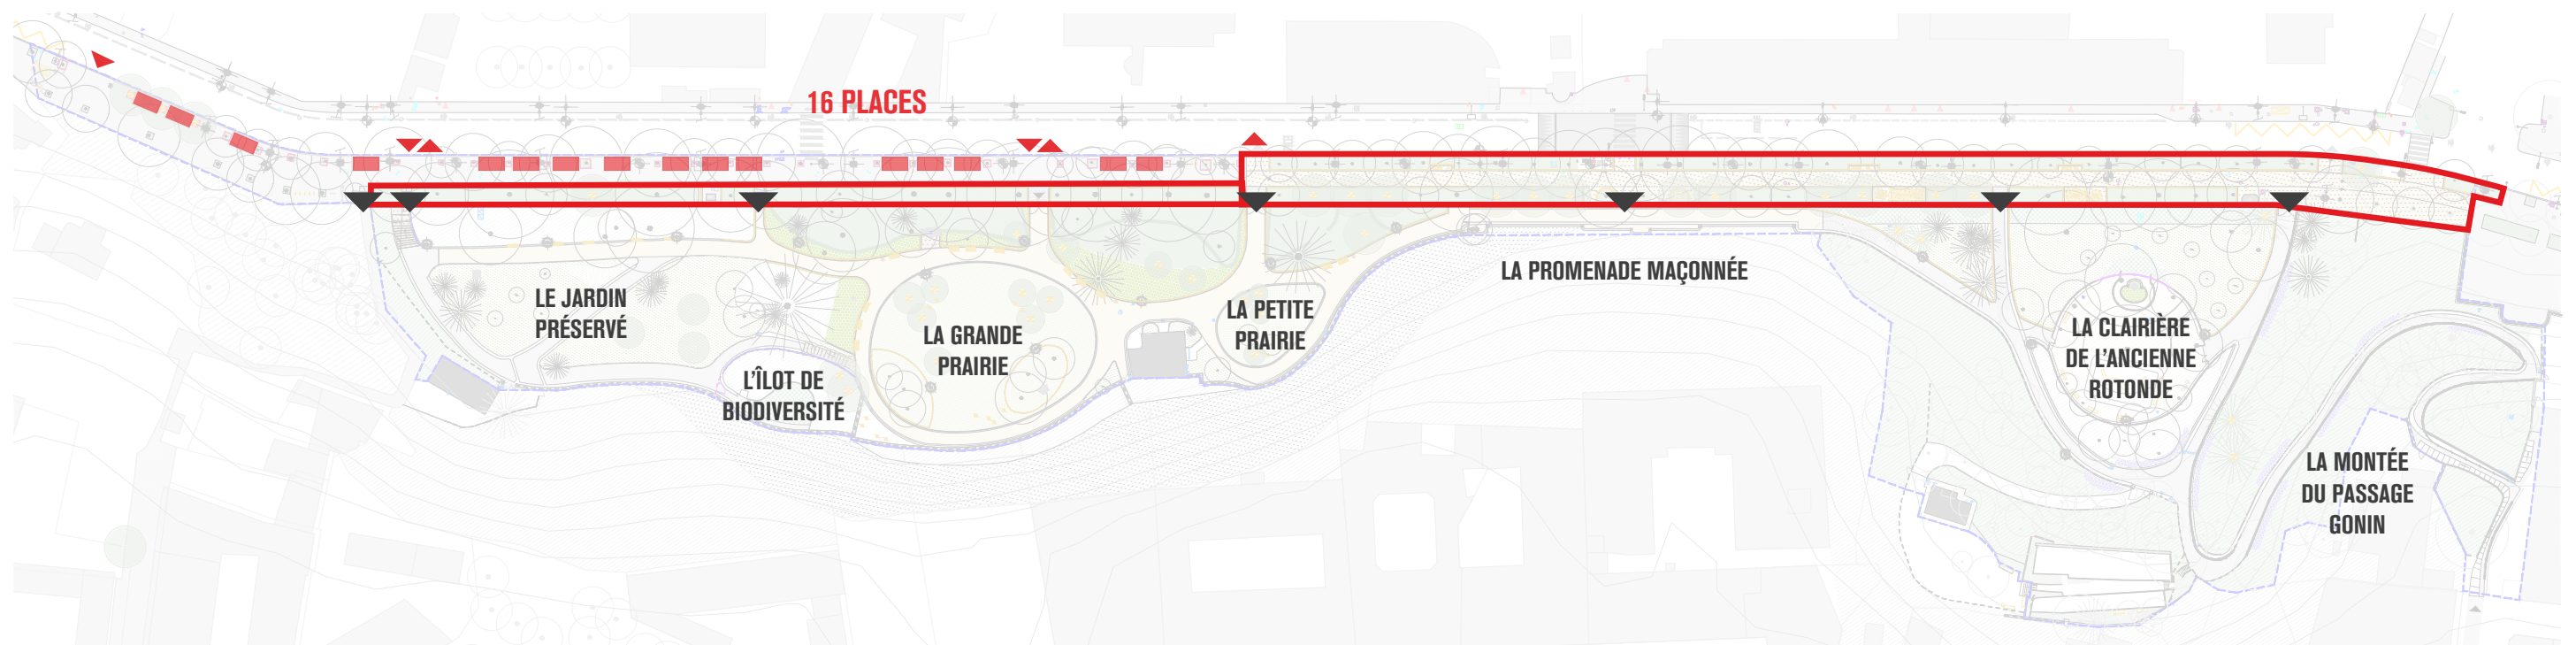 16 PLACES
LE JARDIN
PRÉSERVÉ
L'ÎLOT DE
BIODIVERSITÉ
LA GRANDE
PRAIRIE
LA PETITE
PRAIRIE
LA PROMENADE MAÇONNÉE
LA CLAIRIÈRE
DE L'ANCIENNE
ROTONDE
LA MONTÉE
DU PASSAGE
GONIN